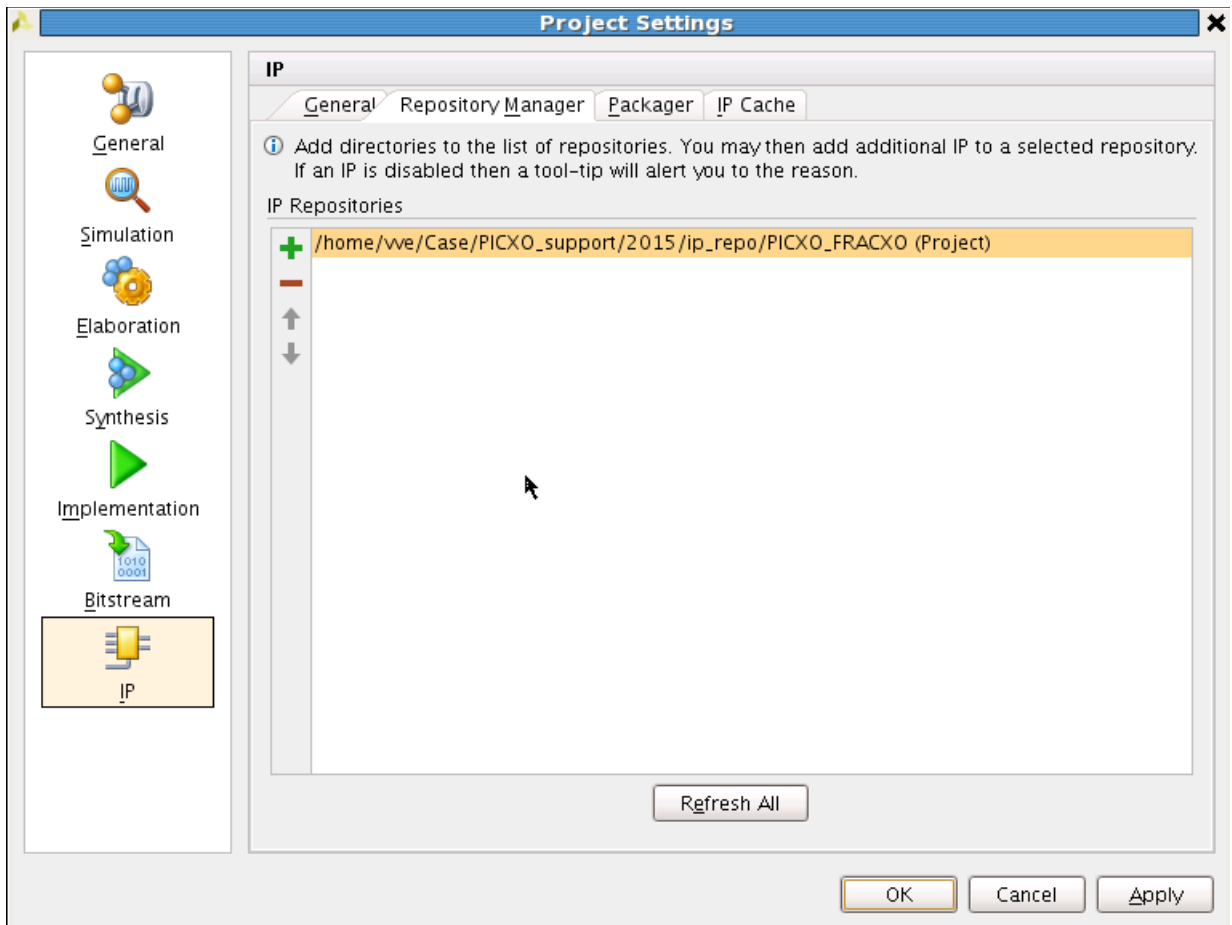 Project Settings
General
Simulation
Elaboration
Synthesis
Implementation
1010
0001
Bitstream
IP
IP
General
Repository Manager
Packager
IP Cache
Add directories to the list of repositories. You may then add additional IP to a selected repository.
If an IP is disabled then a tool-tip will alert you to the reason.
IP Repositories
/home/vve/Case/PICXO_support/2015/ip_repo/PICXO_FRACXO (Project)
Refresh All
OK
Cancel
Apply